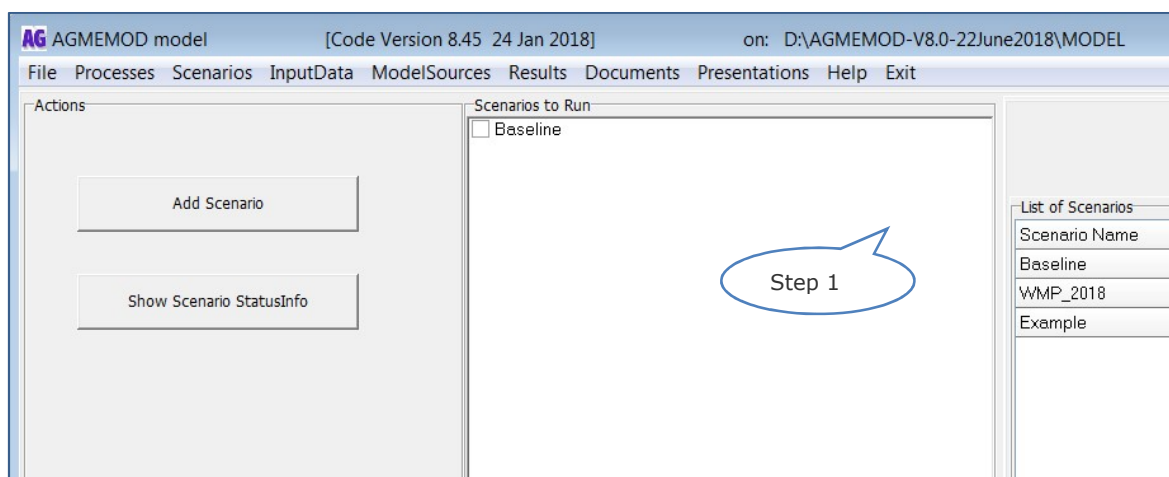 AG AGMEMOD model [Code Version 8.45 24 Jan 2018] on: D:\AGMEMOD-V8.0-22June2018\MODEL
File Processes Scenarios InputData ModelSources Results Documents Presentations Help Exit
Actions
Add Scenario
Show Scenario StatusInfo
Scenarios to Run
Baseline
Step 1
List of Scenarios
Scenario Name
Baseline
WMP_2018
Example